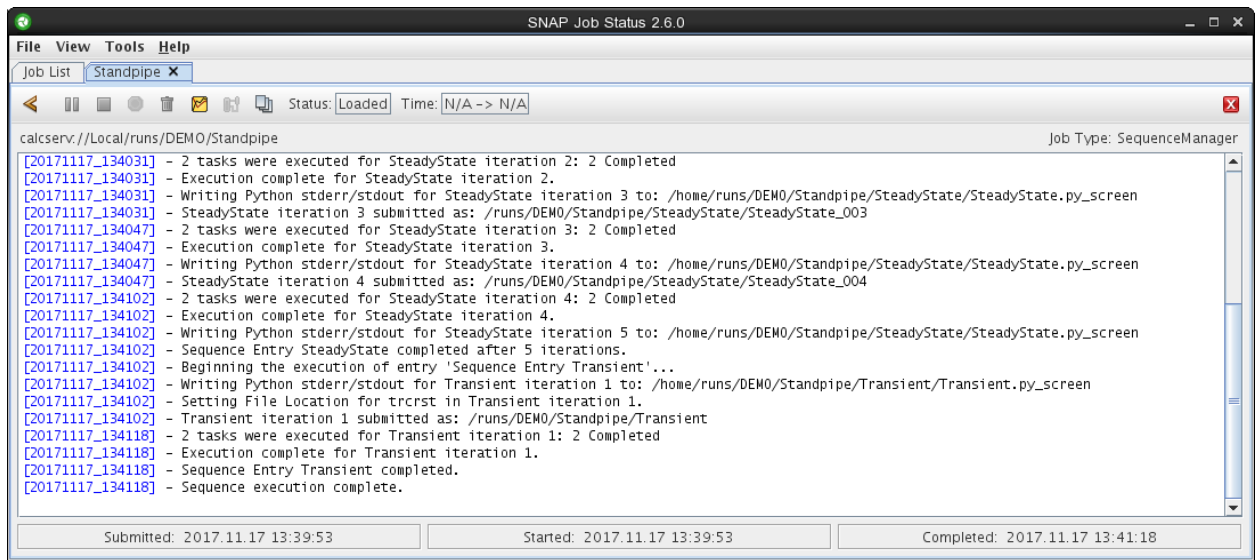 SNAP Job Status 2.6.0
File View Tools Help
Job List Standpipe
Status: Loaded Time: N/A -> N/A
calcserv://Local/runs/DEMO/Standpipe Job Type: SequenceManager
[20171117_134031] - 2 tasks were executed for SteadyState iteration 2: 2 Completed
[20171117_134031] - Execution complete for SteadyState iteration 2.
[20171117_134031] - Writing Python stderr/stdout for SteadyState iteration 3 to: /home/runs/DEMO/Standpipe/SteadyState/SteadyState.py_screen
[20171117_134031] - SteadyState iteration 3 submitted as: /runs/DEMO/Standpipe/SteadyState/SteadyState_003
[20171117_134047] - 2 tasks were executed for SteadyState iteration 3: 2 Completed
[20171117_134047] - Execution complete for SteadyState iteration 3.
[20171117_134047] - Writing Python stderr/stdout for SteadyState iteration 4 to: /home/runs/DEMO/Standpipe/SteadyState/SteadyState.py_screen
[20171117_134047] - SteadyState iteration 4 submitted as: /runs/DEMO/Standpipe/SteadyState/SteadyState_004
[20171117_134102] - 2 tasks were executed for SteadyState iteration 4: 2 Completed
[20171117_134102] - Execution complete for SteadyState iteration 4.
[20171117_134102] - Writing Python stderr/stdout for SteadyState iteration 5 to: /home/runs/DEMO/Standpipe/SteadyState/SteadyState.py_screen
[20171117_134102] - Sequence Entry SteadyState completed after 5 iterations.
[20171117_134102] - Beginning the execution of entry 'Sequence Entry Transient'...
[20171117_134102] - Writing Python stderr/stdout for Transient iteration 1 to: /home/runs/DEMO/Standpipe/Transient/Transient.py_screen
[20171117_134102] - Setting File Location for trcrst in Transient iteration 1.
[20171117_134102] - Transient iteration 1 submitted as: /runs/DEMO/Standpipe/Transient
[20171117_134118] - 2 tasks were executed for Transient iteration 1: 2 Completed
[20171117_134118] - Execution complete for Transient iteration 1.
[20171117_134118] - Sequence Entry Transient completed.
[20171117_134118] - Sequence execution complete.
Submitted: 2017.11.17 13:39:53 Started: 2017.11.17 13:39:53 Completed: 2017.11.17 13:41:18